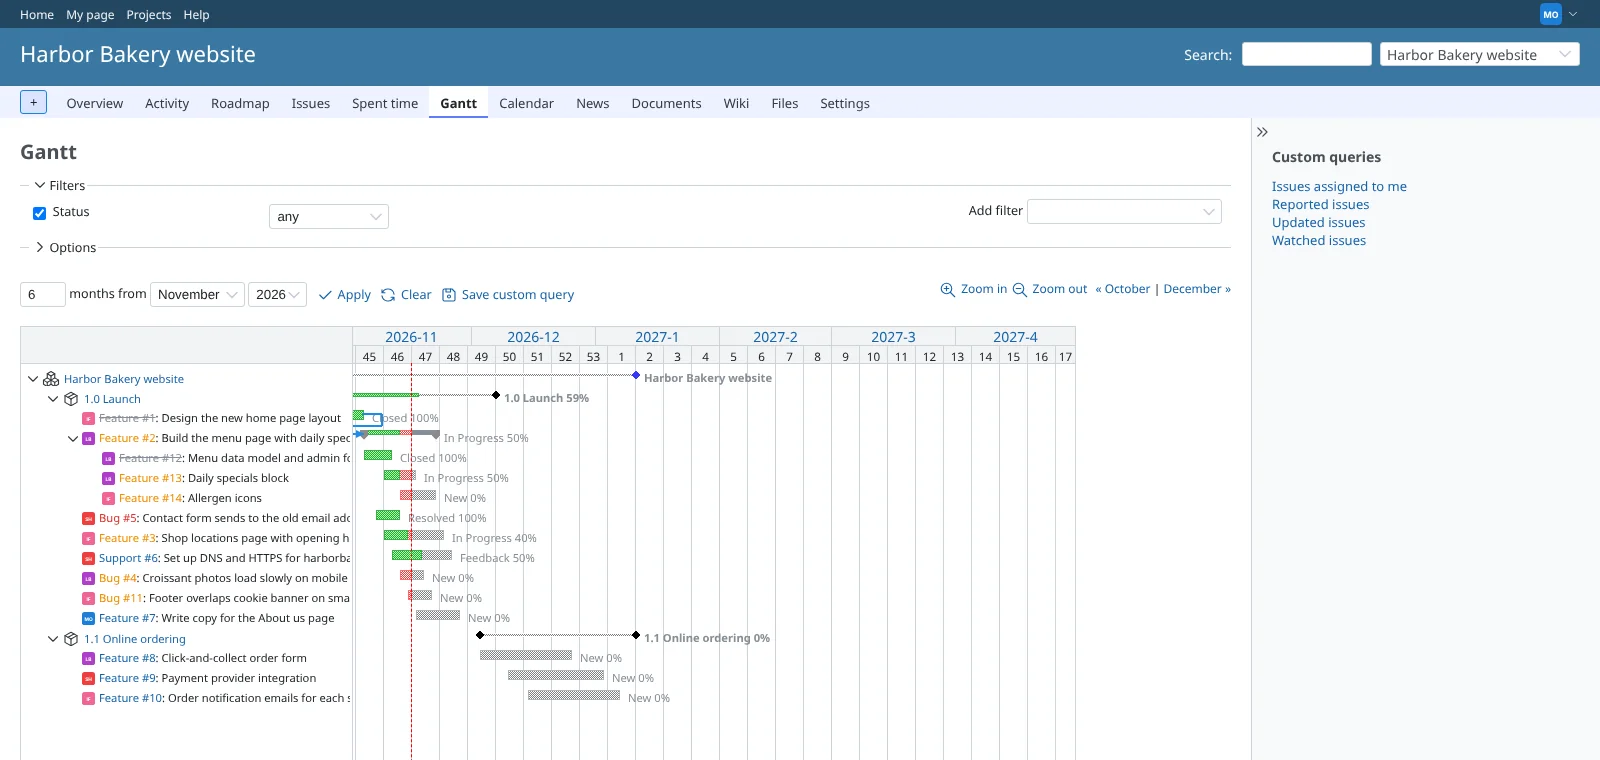 Home My page Projects Help MO
Harbor Bakery website Search: Harbor Bakery website
+ Overview Activity Roadmap Issues Spent time Gantt Calendar News Documents Wiki Files Settings
Gantt
Filters
Status any Add filter
Options
6 months from November 2026 Apply Clear Save custom query Zoom in Zoom out « October | December »
2026-11 2026-12 2027-1 2027-2 2027-3 2027-4
45 46 47 48 49 50 51 52 53 1 2 3 4 5 6 7 8 9 10 11 12 13 14 15 16 17
Harbor Bakery website Harbor Bakery website
1.0 Launch 1.0 Launch 59%
Feature #1: Design the new home page layout Closed 100%
Feature #2: Build the menu page with daily spec In Progress 50%
Feature #12: Menu data model and admin fo Closed 100%
Feature #13: Daily specials block In Progress 50%
Feature #14: Allergen icons New 0%
Bug #5: Contact form sends to the old email add Resolved 100%
Feature #3: Shop locations page with opening h In Progress 40%
Support #6: Set up DNS and HTTPS for harborba Feedback 50%
Bug #4: Croissant photos load slowly on mobile New 0%
Bug #11: Footer overlaps cookie banner on sma New 0%
MO Feature #7: Write copy for the About us page New 0%
1.1 Online ordering 1.1 Online ordering 0%
Feature #8: Click-and-collect order form New 0%
Feature #9: Payment provider integration New 0%
Feature #10: Order notification emails for each s New 0%
Custom queries
Issues assigned to me
Reported issues
Updated issues
Watched issues